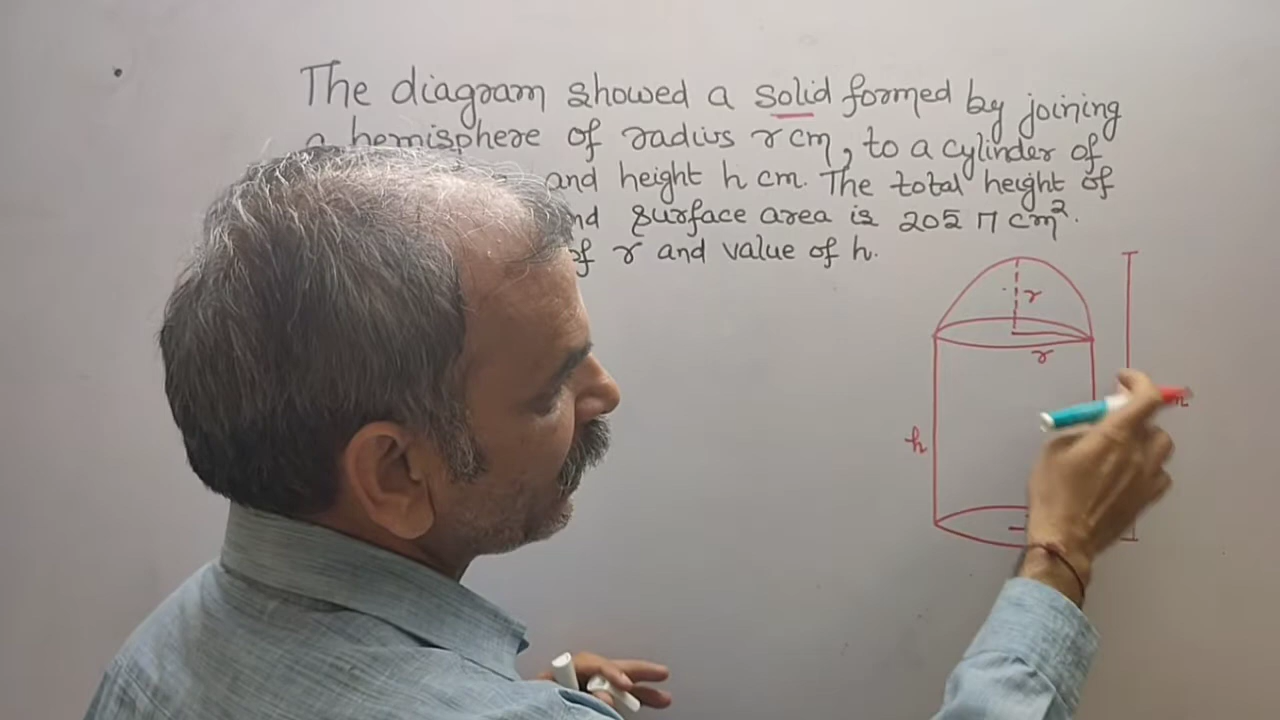 The diagram showed a solid formed by joining
a hemisphere of radius r cm, to a cylinder of
and height h cm. The total height of
surface area is 205 π cm².
of r and value of h.
r
r
h